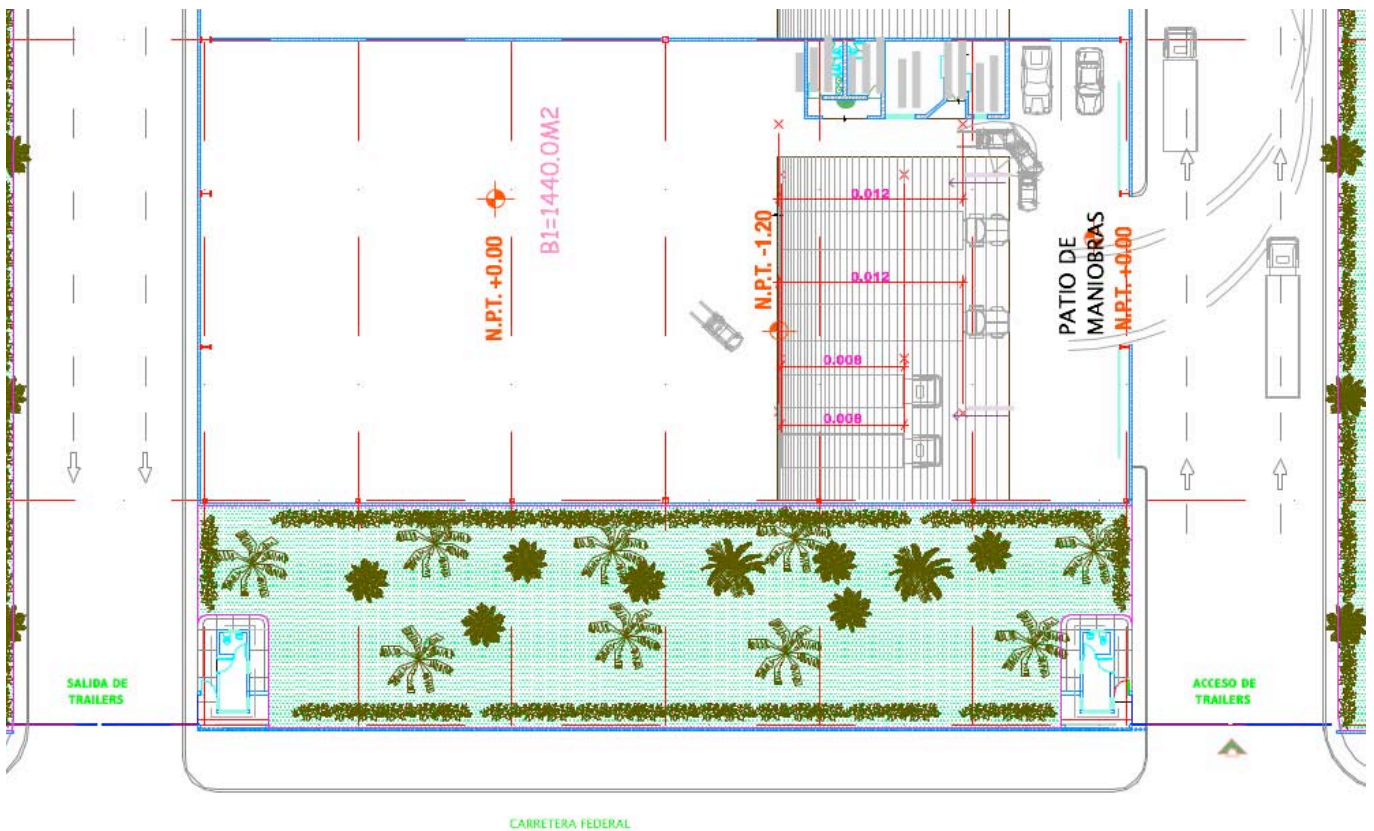 B1=1440.0M2
N.P.T. +0.00
N.P.T. -1.20
0.012
0.012
0.008
0.008
PATIO DE
MANIOBRAS
N.P.T. +0.00
SALIDA DE
TRAILERS
ACCESO DE
TRAILERS
CARRETERA FEDERAL